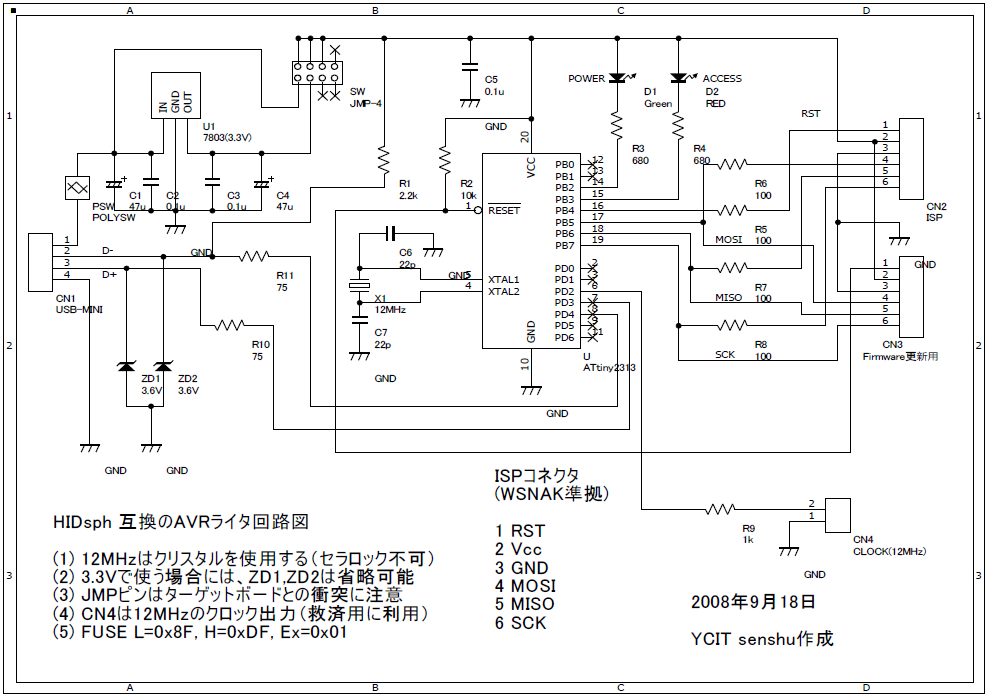 A B C D
1
2
3
IN
GND
OUT
U1
7803(3.3V)
SW
JMP-4
C5
0.1u
GND
POWER
D1
Green
ACCESS
D2
RED
RST
PSW
POLYSW
C1
47u
C2
0.1u
C3
0.1u
C4
47u
R1
2.2k
R2
10k
R3
680
R4
680
R6
100
R5
100
R7
100
R8
100
MOSI
MISO
SCK
1
2
3
4
5
6
CN2
ISP
GND
1
2
3
4
5
6
CN3
Firmware更新用
20
VCC
1
RESET
5
XTAL1
4
XTAL2
GND
10
PB0 12
PB1 13
PB2 14
PB3 15
PB4 16
PB5 17
PB6 18
PB7 19
PD0 2
PD1 3
PD2 6
PD3 7
PD4 8
PD5 9
PD6 11
U
ATtiny2313
GND
C6
22p
GND
X1
12MHz
C7
22p
GND
1
2 D-
3 D+
4
CN1
USB-MINI
GND
R11
75
R10
75
ZD1
3.6V
ZD2
3.6V
GND
GND
R9
1k
2
1
CN4
CLOCK(12MHz)
GND
HIDsph 互換のAVRライタ回路図
(1) 12MHzはクリスタルを使用する(セラロック不可)
(2) 3.3Vで使う場合には、ZD1,ZD2は省略可能
(3) JMPピンはターゲットボードとの衝突に注意
(4) CN4は12MHzのクロック出力(救済用に利用)
(5) FUSE L=0x8F, H=0xDF, Ex=0x01
ISPコネクタ
(WSNAK準拠)
1 RST
2 Vcc
3 GND
4 MOSI
5 MISO
6 SCK
2008年9月18日
YCIT senshu作成
1
2
3
A B C D